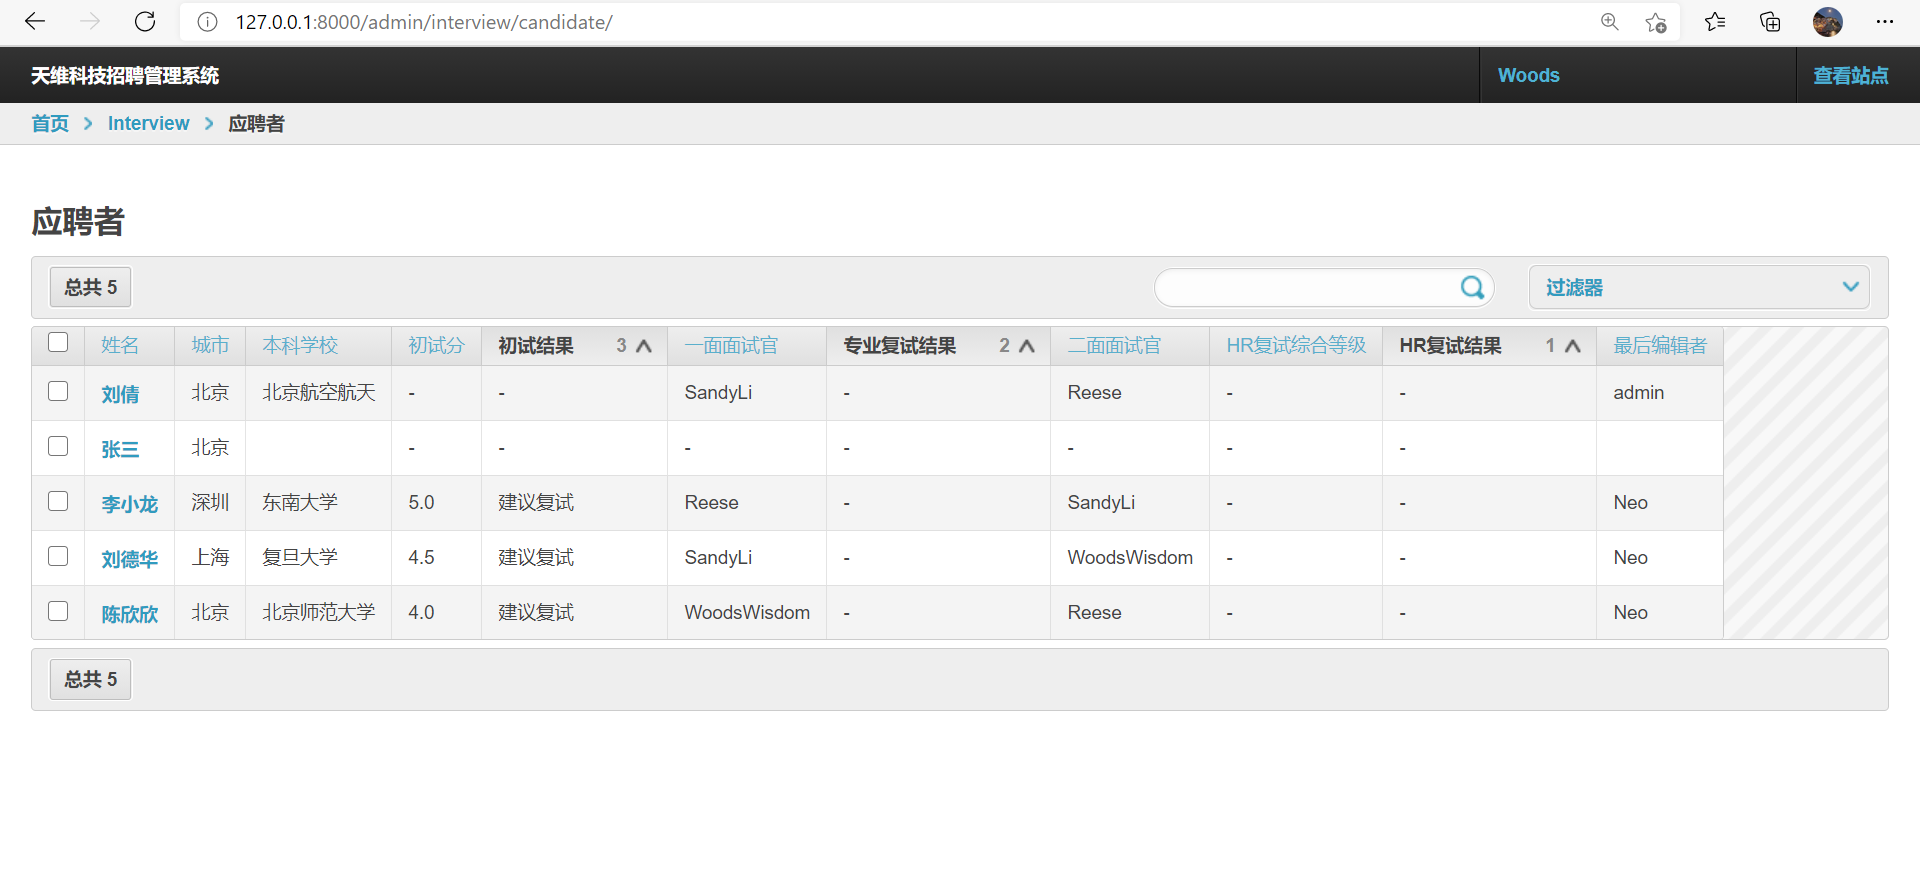 127.0.0.1:8000/admin/interview/candidate/
天维科技招聘管理系统 Woods 查看站点
首页 > Interview > 应聘者
应聘者
总共 5 过滤器
姓名 城市 本科学校 初试分 初试结果 3 一面面试官 专业复试结果 2 二面面试官 HR复试综合等级 HR复试结果 1 最后编辑者
刘倩 北京 北京航空航天 - - SandyLi - Reese - - admin
张三 北京 - - - - - - -
李小龙 深圳 东南大学 5.0 建议复试 Reese - SandyLi - - Neo
刘德华 上海 复旦大学 4.5 建议复试 SandyLi - WoodsWisdom - - Neo
陈欣欣 北京 北京师范大学 4.0 建议复试 WoodsWisdom - Reese - - Neo
总共 5